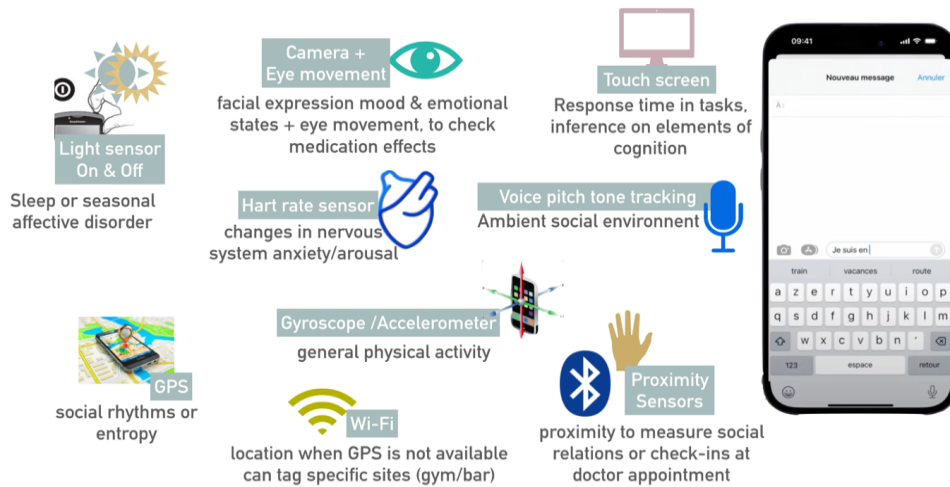 Light sensor
On & Off
Sleep or seasonal
affective disorder
Camera +
Eye movement
facial expression mood & emotional
states + eye movement, to check
medication effects
Touch screen
Response time in tasks,
inference on elements of
cognition
Hart rate sensor
changes in nervous
system anxiety/arousal
Voice pitch tone tracking
Ambient social environnent
Gyroscope /Accelerometer
general physical activity
GPS
social rhythms or
entropy
Wi-Fi
location when GPS is not available
can tag specific sites (gym/bar)
Proximity
Sensors
proximity to measure social
relations or check-ins at
doctor appointment
09:41
Nouveau message
Annuler
À :
Je suis en
train vacances route
a z e r t y u i o p
q s d f g h j k l m
w x c v b n ´
123 espace retour